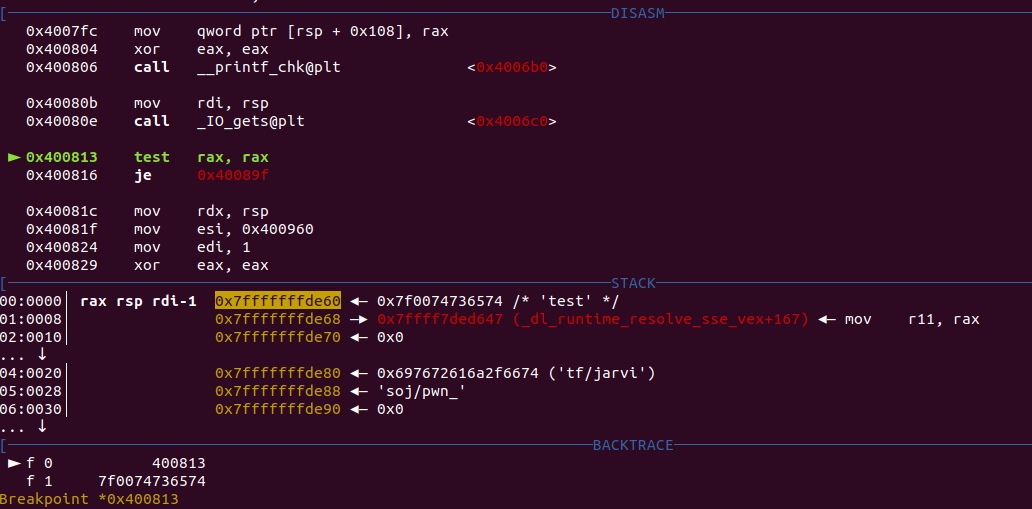 [DISASM
0x4007fc mov qword ptr [rsp + 0x108], rax
0x400804 xor eax, eax
0x400806 call __printf_chk@plt <0x4006b0>
0x40080b mov rdi, rsp
0x40080e call _IO_gets@plt <0x4006c0>
► 0x400813 test rax, rax
0x400816 je 0x40089f
0x40081c mov rdx, rsp
0x40081f mov esi, 0x400960
0x400824 mov edi, 1
0x400829 xor eax, eax
[STACK
00:0000│ rax rsp rdi-1 0x7fffffffde60 ◂— 0x7f0074736574 /* 'test' */
01:0008│ 0x7fffffffde68 —▸ 0x7ffff7ded647 (_dl_runtime_resolve_sse_vex+167) ◂— mov r11, rax
02:0010│ 0x7fffffffde70 ◂— 0x0
... ↓
04:0020│ 0x7fffffffde80 ◂— 0x697672616a2f6674 ('tf/jarvi')
05:0028│ 0x7fffffffde88 ◂— 'soj/pwn_'
06:0030│ 0x7fffffffde90 ◂— 0x0
... ↓
[BACKTRACE
► f 0 400813
f 1 7f0074736574
Breakpoint *0x400813